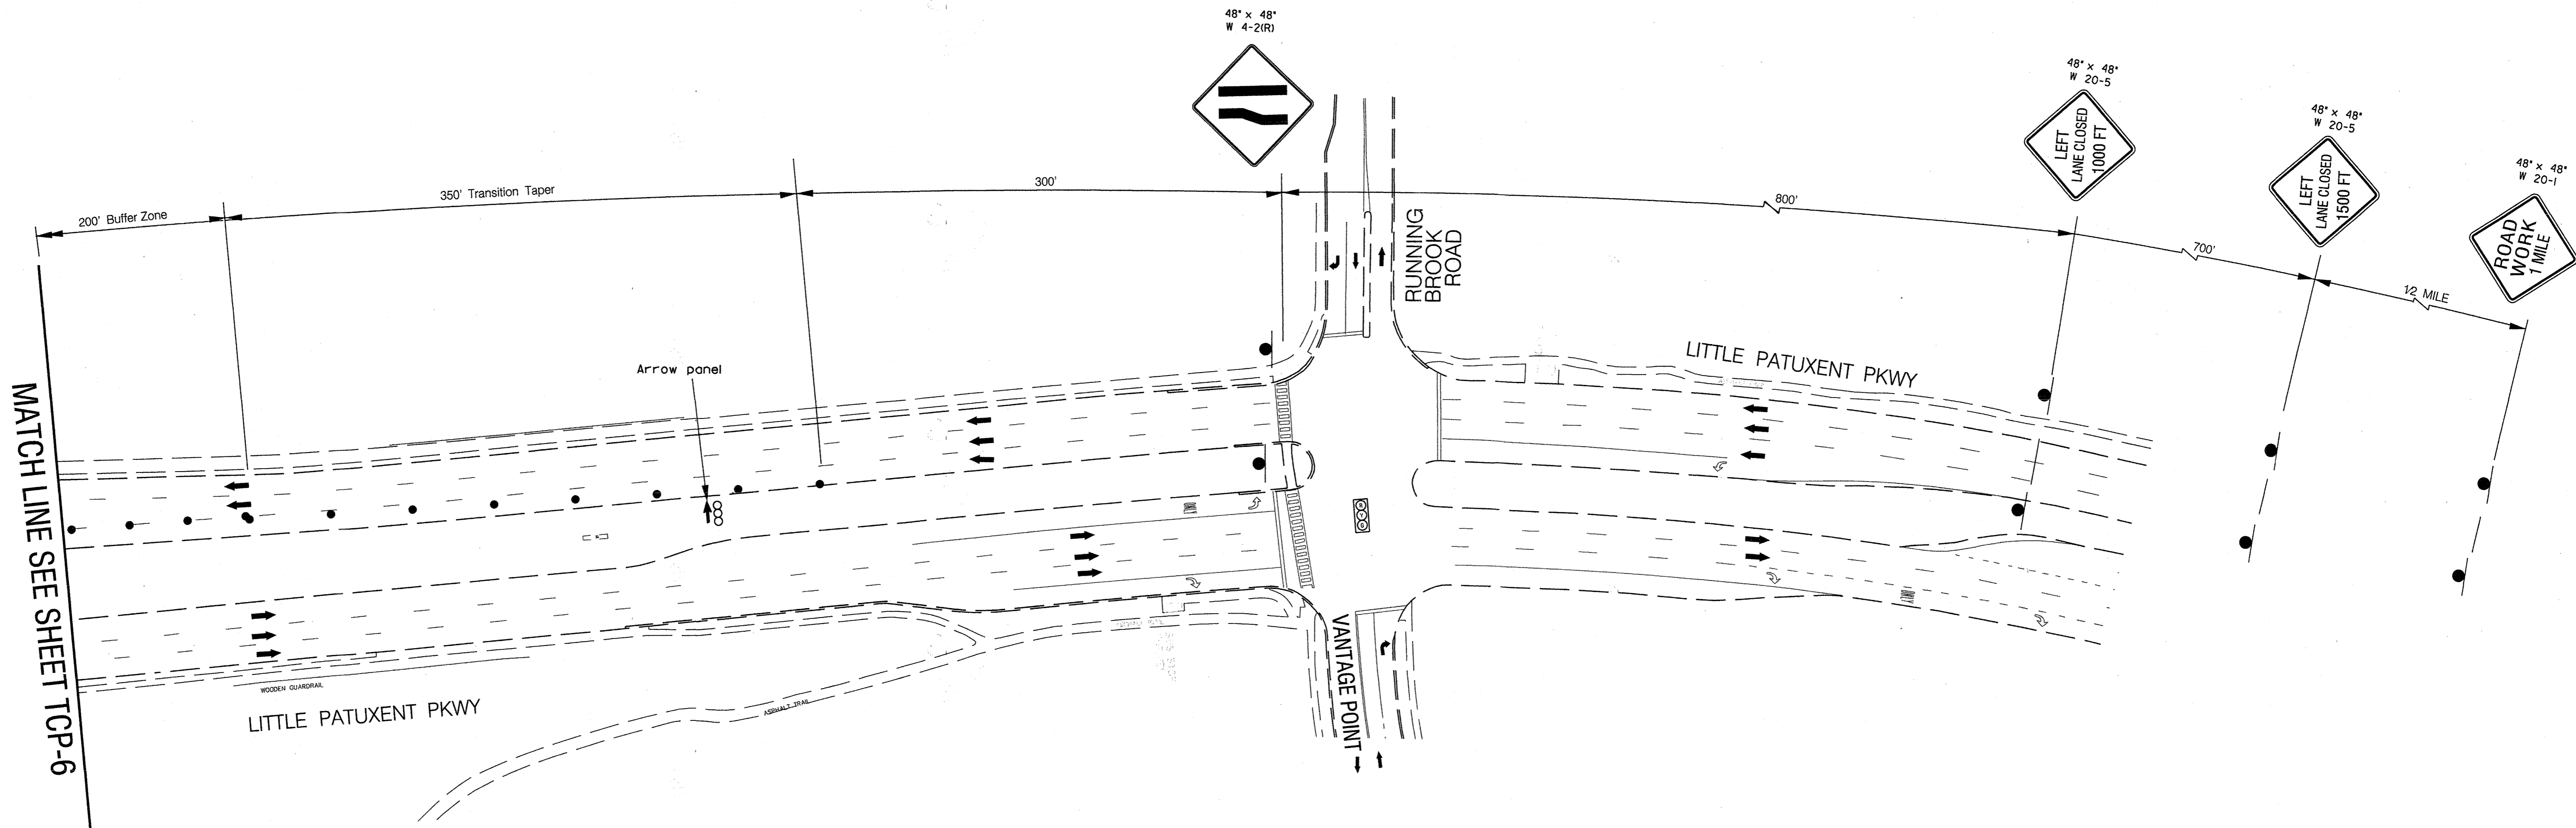 48" x 48"
W 4-2(R)
48" x 48"
W 20-5
LEFT
LANE CLOSED
1000 FT
48" x 48"
W 20-5
LEFT
LANE CLOSED
1500 FT
48" x 48"
W 20-1
ROAD
WORK
1 MILE
200' Buffer Zone
350' Transition Taper
300'
800'
700'
1/2 MILE
RUNNING
BROOK
ROAD
Arrow panel
LITTLE PATUXENT PKWY
MATCH LINE SEE SHEET TCP-6
R
Y
G
WOODEN GUARDRAIL
LITTLE PATUXENT PKWY
ASPHALT TRAIL
VANTAGE POINT